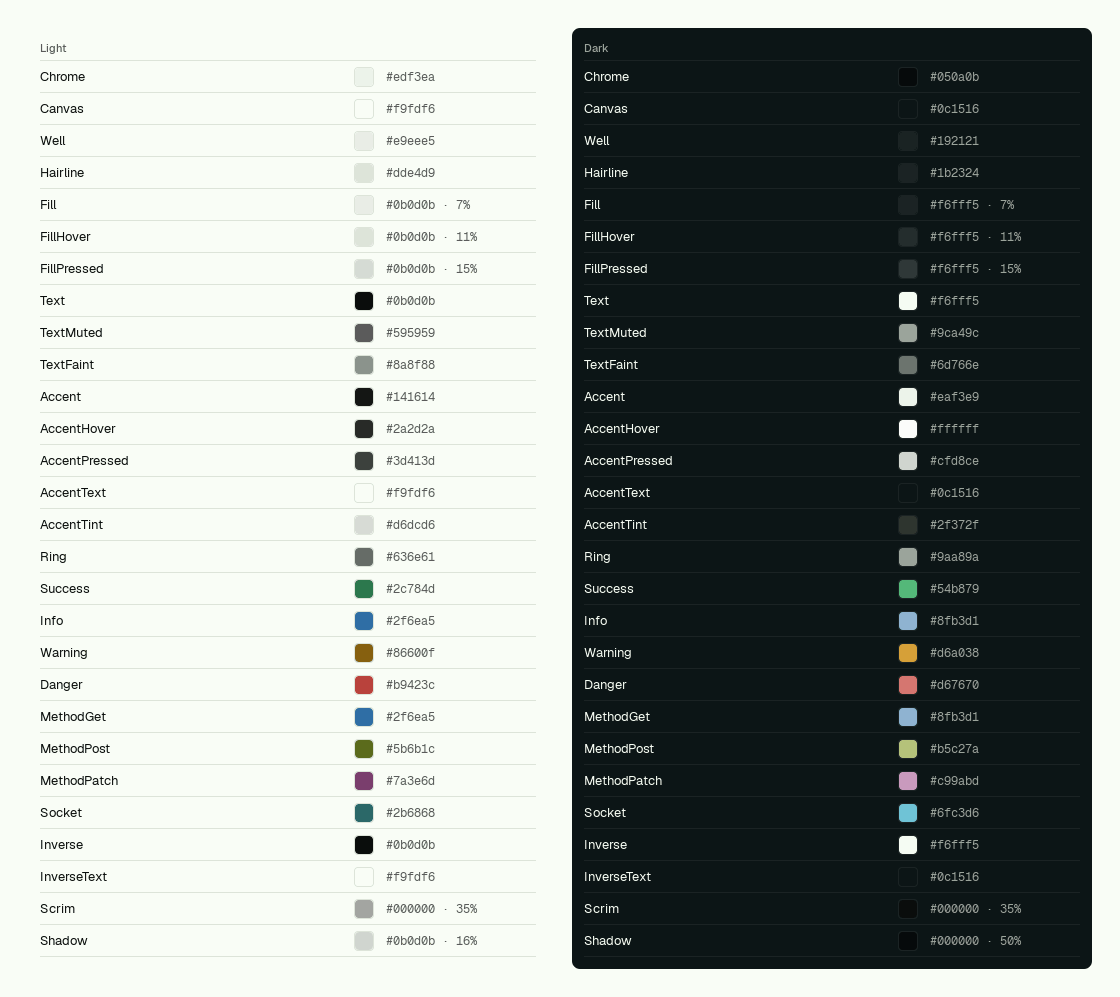 Light
Chrome #edf3ea
Canvas #f9fdf6
Well #e9eee5
Hairline #dde4d9
Fill #0b0d0b · 7%
FillHover #0b0d0b · 11%
FillPressed #0b0d0b · 15%
Text #0b0d0b
TextMuted #595959
TextFaint #8a8f88
Accent #141614
AccentHover #2a2d2a
AccentPressed #3d413d
AccentText #f9fdf6
AccentTint #d6dcd6
Ring #636e61
Success #2c784d
Info #2f6ea5
Warning #86600f
Danger #b9423c
MethodGet #2f6ea5
MethodPost #5b6b1c
MethodPatch #7a3e6d
Socket #2b6868
Inverse #0b0d0b
InverseText #f9fdf6
Scrim #000000 · 35%
Shadow #0b0d0b · 16%
Dark
Chrome #050a0b
Canvas #0c1516
Well #192121
Hairline #1b2324
Fill #f6fff5 · 7%
FillHover #f6fff5 · 11%
FillPressed #f6fff5 · 15%
Text #f6fff5
TextMuted #9ca49c
TextFaint #6d766e
Accent #eaf3e9
AccentHover #ffffff
AccentPressed #cfd8ce
AccentText #0c1516
AccentTint #2f372f
Ring #9aa89a
Success #54b879
Info #8fb3d1
Warning #d6a038
Danger #d67670
MethodGet #8fb3d1
MethodPost #b5c27a
MethodPatch #c99abd
Socket #6fc3d6
Inverse #f6fff5
InverseText #0c1516
Scrim #000000 · 35%
Shadow #000000 · 50%